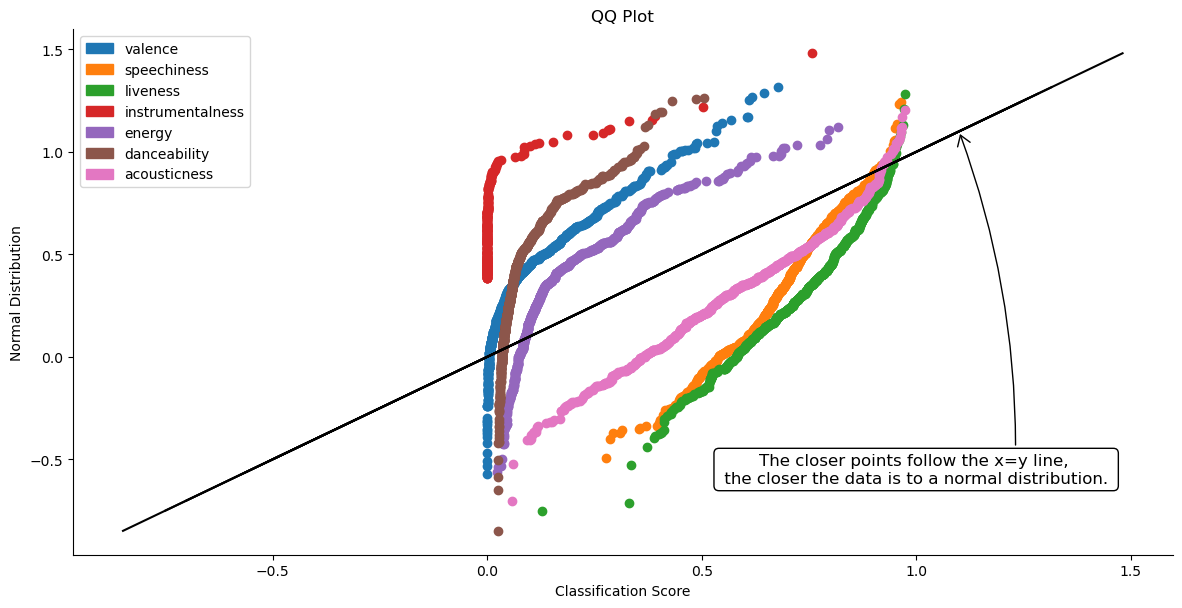 QQ Plot
valence
speechiness
liveness
instrumentalness
energy
danceability
acousticness
1.5
1.0
0.5
0.0
−0.5
Normal Distribution
The closer points follow the x=y line,
the closer the data is to a normal distribution.
−0.5
0.0
0.5
1.0
1.5
Classification Score